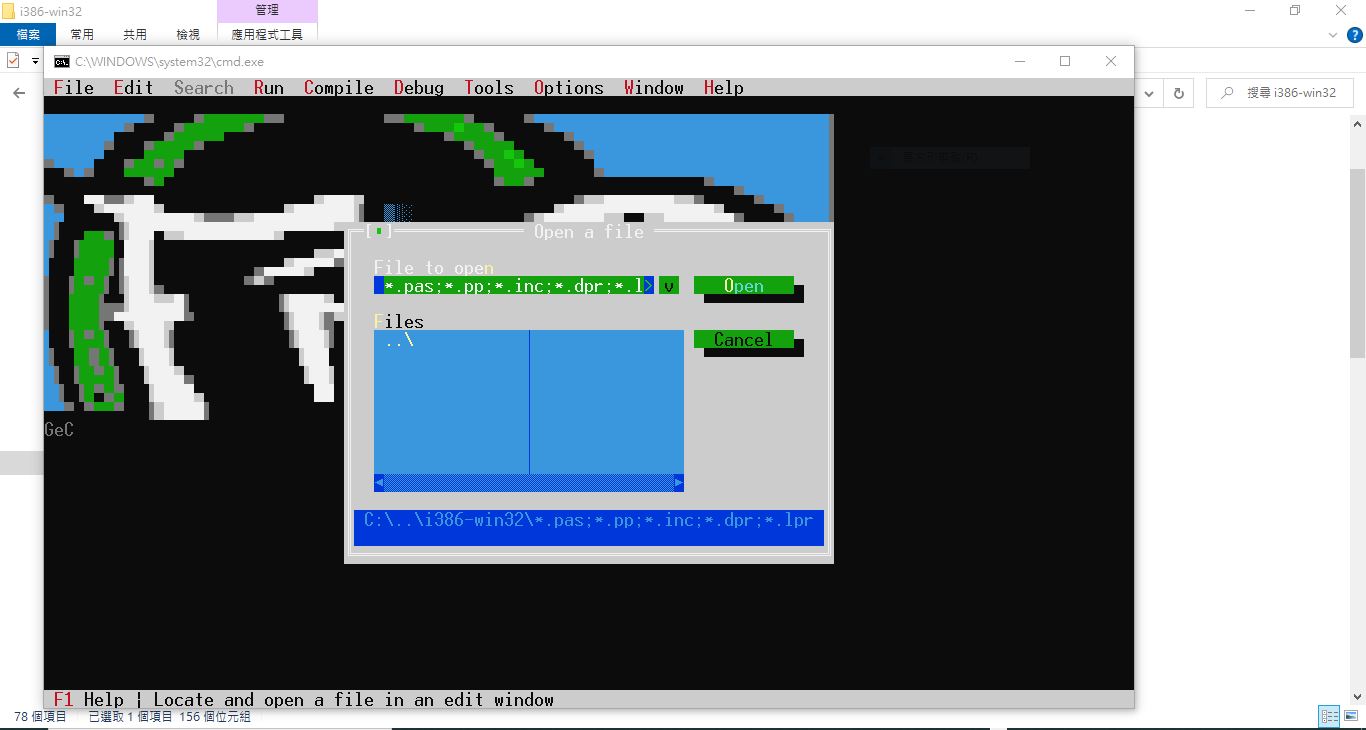 i386-win32
管理
檔案 常用 共用 檢視 應用程式工具
C:\WINDOWS\system32\cmd.exe
File Edit Search Run Compile Debug Tools Options Window Help
搜尋 i386-win32
Open a file
File to open
*.pas;*.pp;*.inc;*.dpr;*.l
Open
Files
Cancel
..\
GeC
C:\..\i386-win32\*.pas;*.pp;*.inc;*.dpr;*.lpr
F1 Help ¦ Locate and open a file in an edit window
78 個項目 已選取 1 個項目 156 個位元組